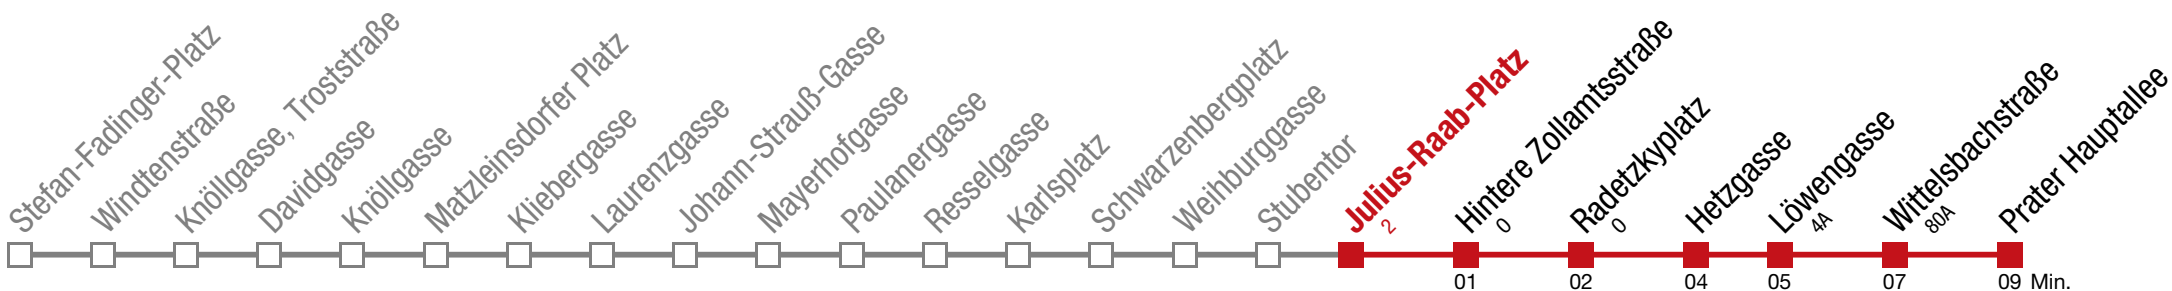 Stefan-Fadinger-Platz
Windtenstraße
Knöllgasse, Troststraße
Davidgasse
Knöllgasse
Matzleinsdorfer Platz
Kliebergasse
Laurenzgasse
Johann-Strauß-Gasse
Mayerhofgasse
Paulanergasse
Resselgasse
Karlsplatz
Schwarzenbergplatz
Weihburggasse
Stubentor
Julius-Raab-Platz
2
Hintere Zollamtsstraße
0
Radetzkyplatz
0
Hetzgasse
Löwengasse
4A
Wittelsbachstraße
80A
Prater Hauptallee
01 02 04 05 07 09 Min.